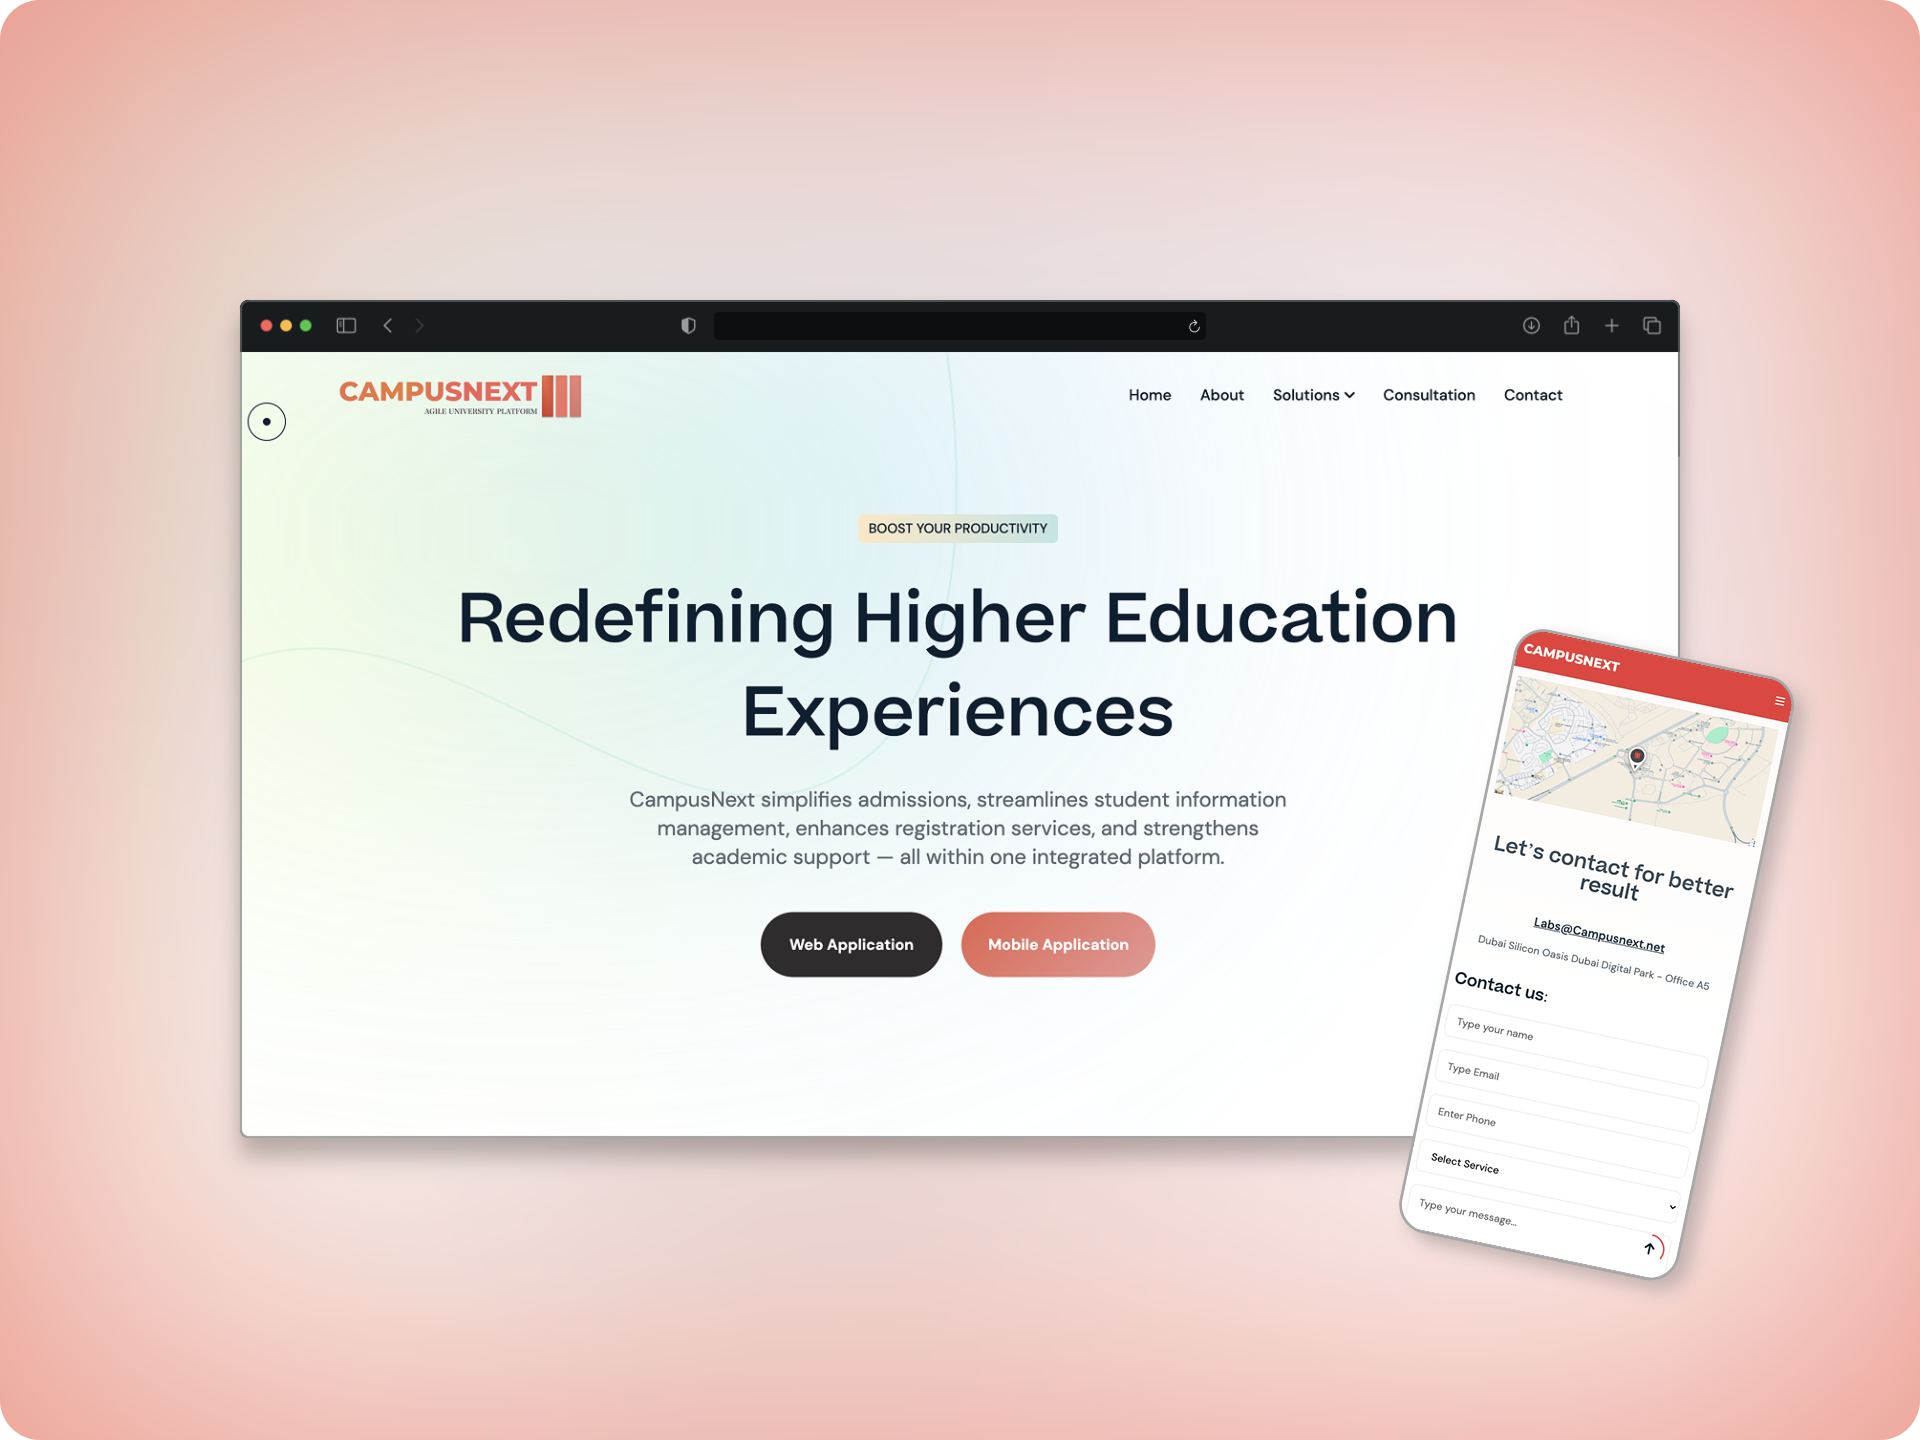 CAMPUSNEXT
AGILE UNIVERSITY PLATFORM
Home About Solutions Consultation Contact
BOOST YOUR PRODUCTIVITY
Redefining Higher Education
Experiences
CampusNext simplifies admissions, streamlines student information
management, enhances registration services, and strengthens
academic support — all within one integrated platform.
Web Application Mobile Application
CAMPUSNEXT
Let's contact for better
result
Labs@Campusnext.net
Dubai Silicon Oasis Dubai Digital Park - Office A5
Contact us:
Type your name
Type Email
Enter Phone
Select Service
Type your message...